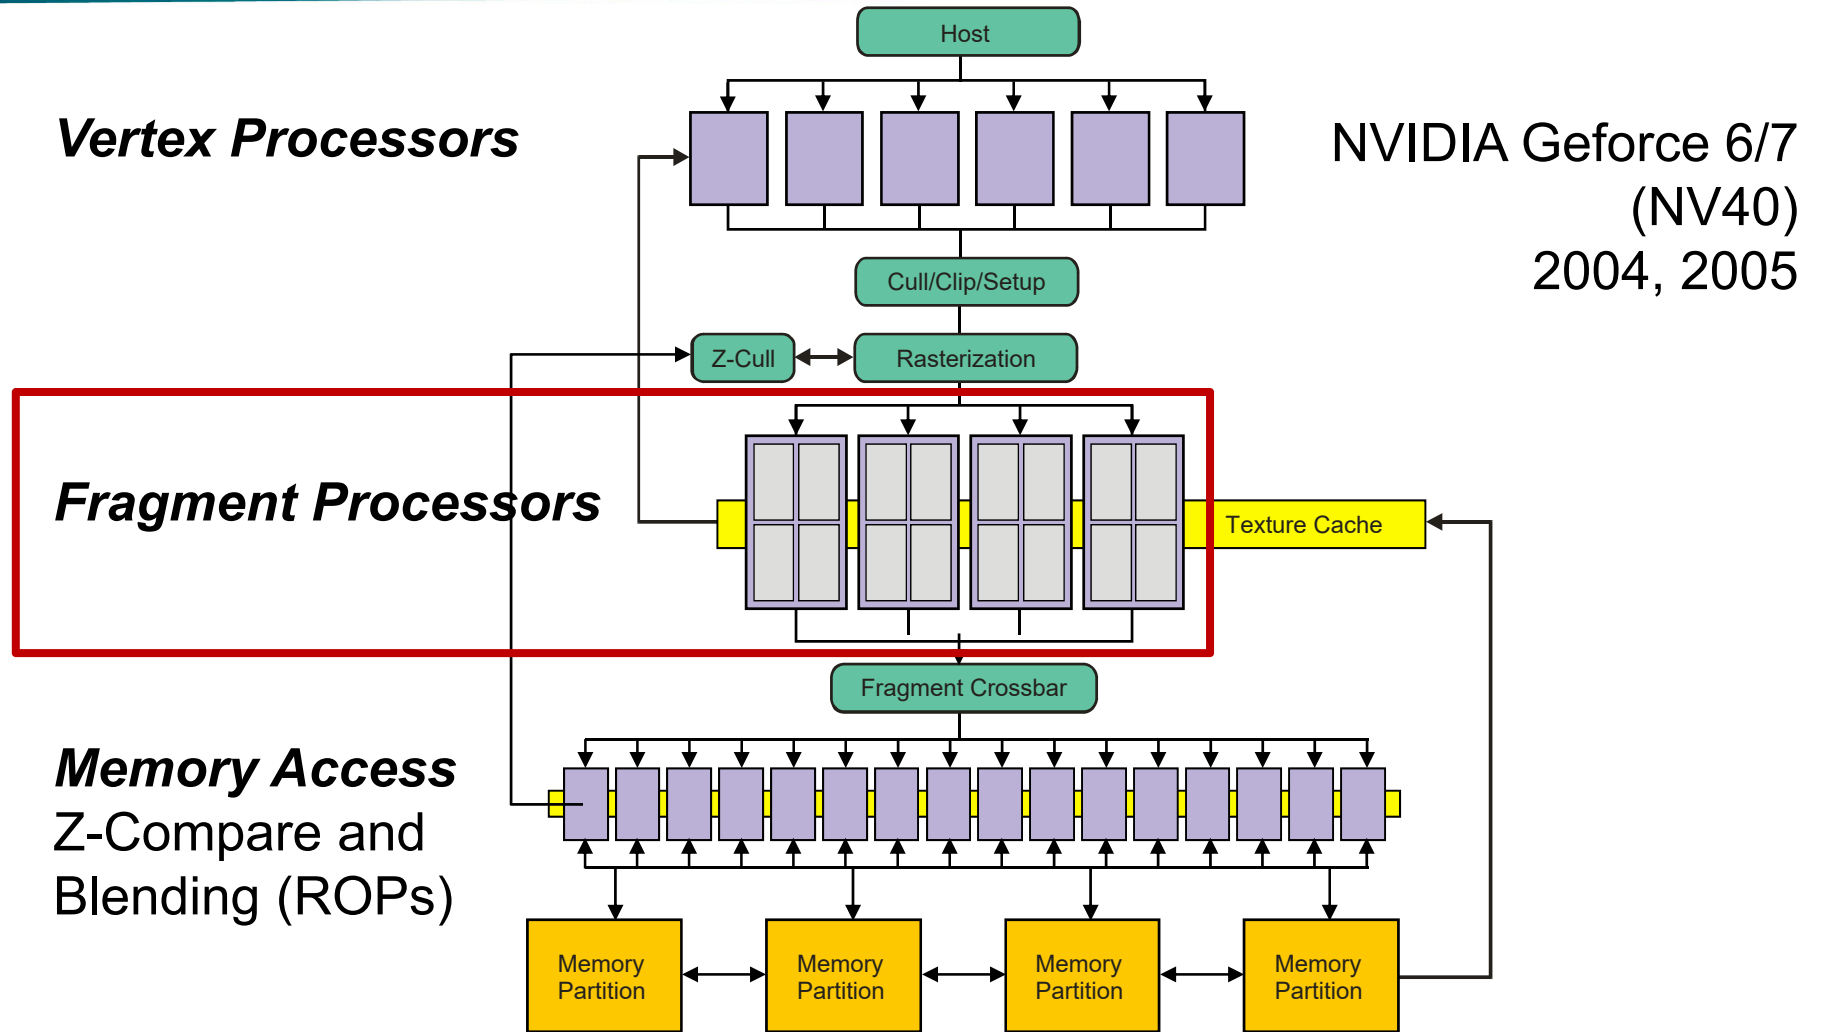 Host
Vertex Processors
NVIDIA Geforce 6/7
(NV40)
2004, 2005
Cull/Clip/Setup
Z-Cull
Rasterization
Fragment Processors
Texture Cache
Fragment Crossbar
Memory Access
Z-Compare and
Blending (ROPs)
Memory
Partition
Memory
Partition
Memory
Partition
Memory
Partition